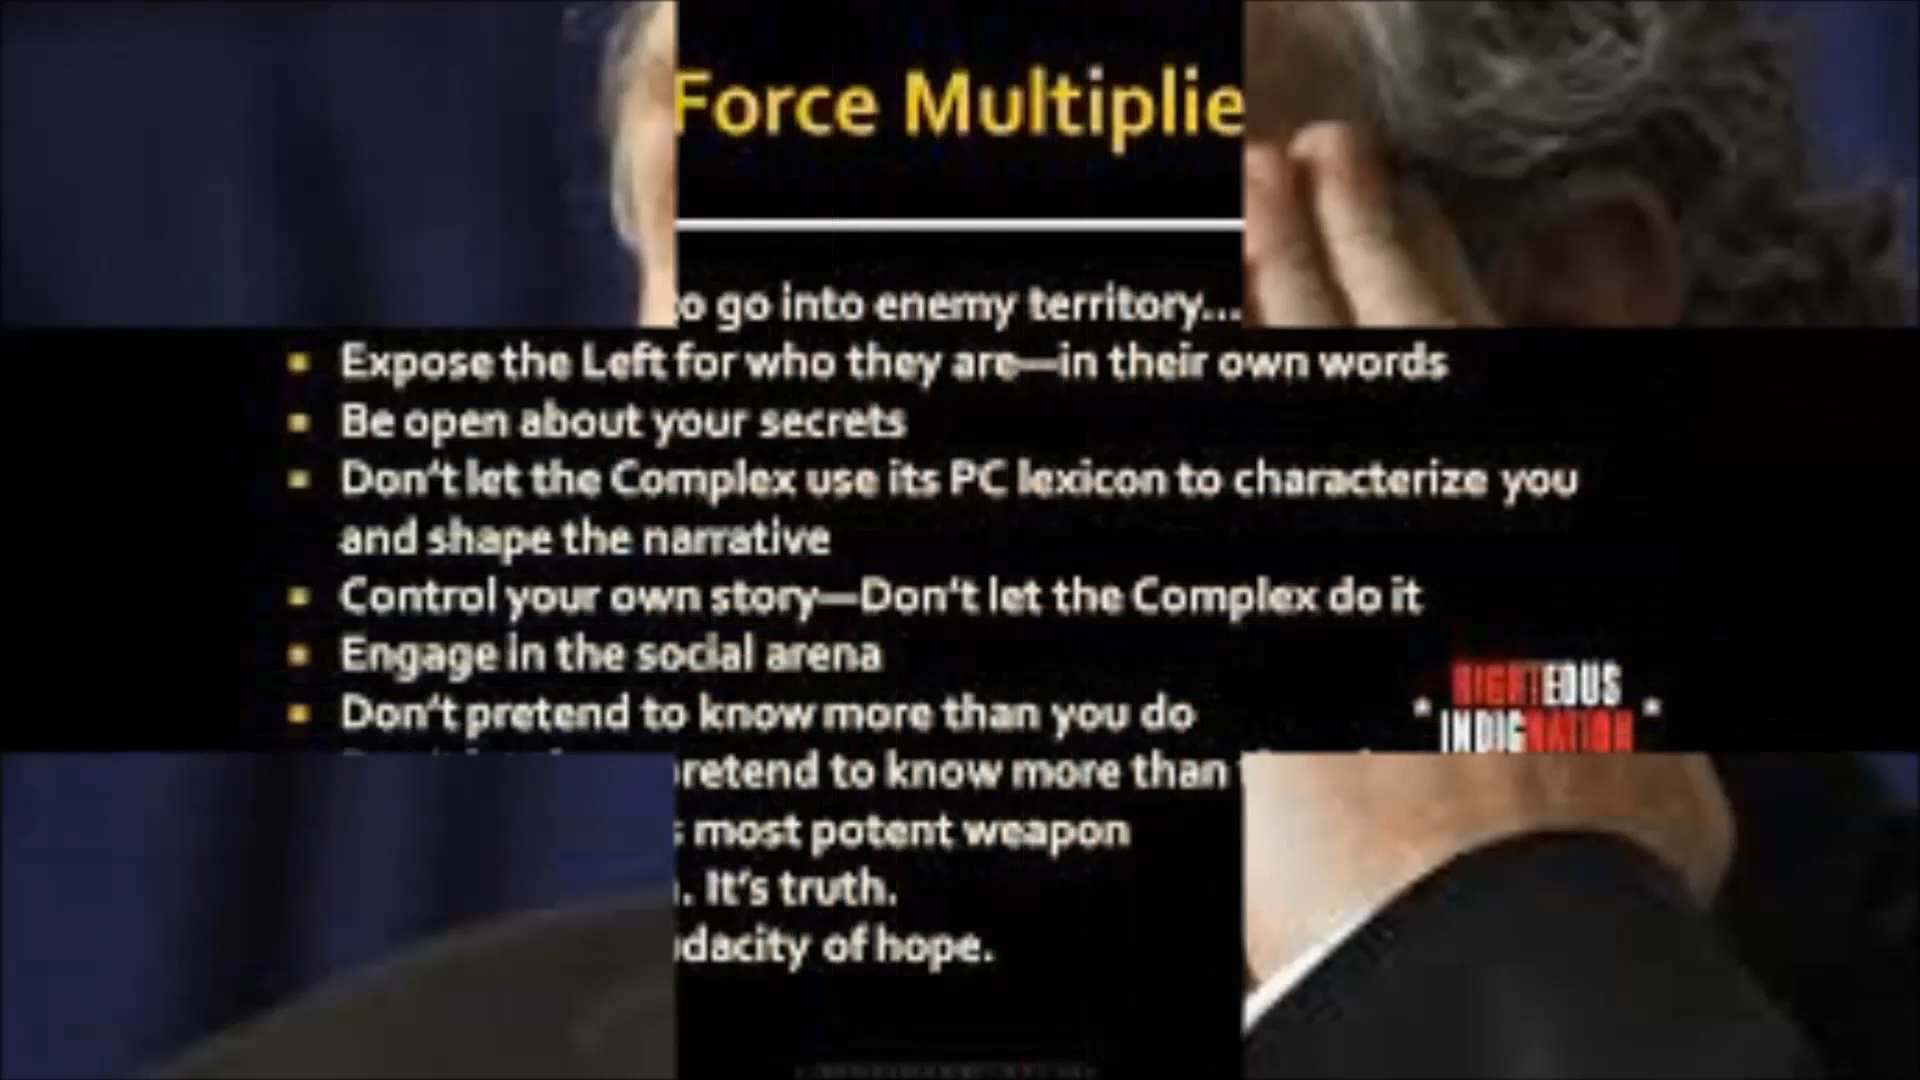 Force Multiplie
o go into enemy territory...
Expose the Left for who they are—in their own words
Be open about your secrets
Don't let the Complex use its PC lexicon to characterize you
and shape the narrative
Control your own story—Don't let the Complex do it
Engage in the social arena
Don't pretend to know more than you do
RIGHTEOUS
INDIGNATION
retend to know more than
most potent weapon
. It's truth.
dacity of hope.